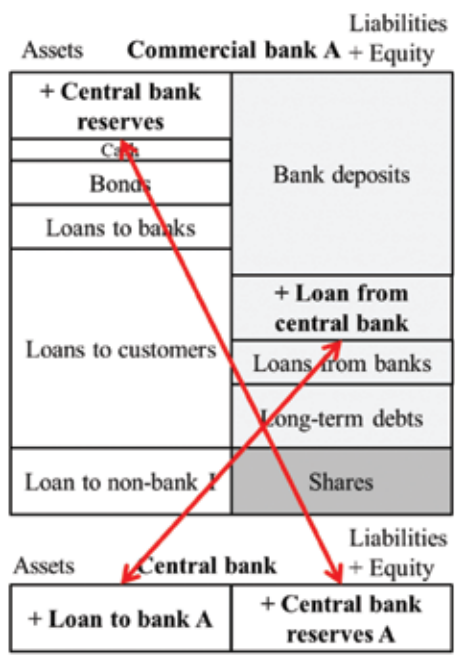 Liabilities
Assets Commercial bank A + Equity
+ Central bank
reserves
Cash
Bonds
Loans to banks
Loans to customers
Loan to non-bank 1
Bank deposits
+ Loan from
central bank
Loans from banks
Long-term debts
Shares
Liabilities
Assets Central bank + Equity
+ Loan to bank A
+ Central bank
reserves A